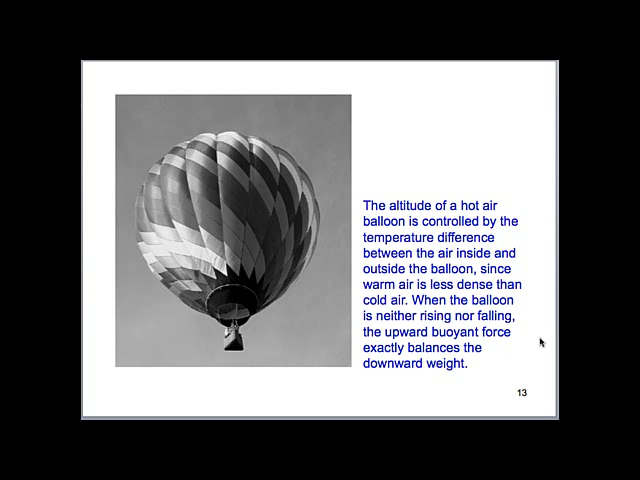 The altitude of a hot air
balloon is controlled by the
temperature difference
between the air inside and
outside the balloon, since
warm air is less dense than
cold air. When the balloon
is neither rising nor falling,
the upward buoyant force
exactly balances the
downward weight.
13